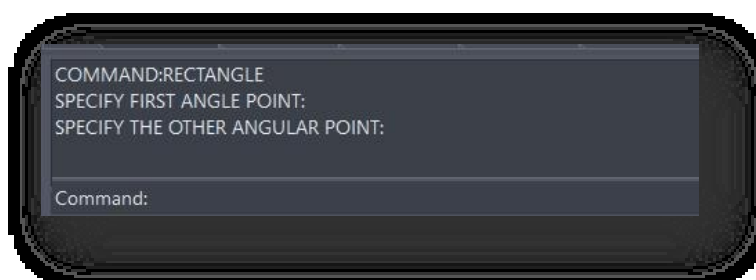 COMMAND:RECTANGLE
SPECIFY FIRST ANGLE POINT:
SPECIFY THE OTHER ANGULAR POINT:
Command: